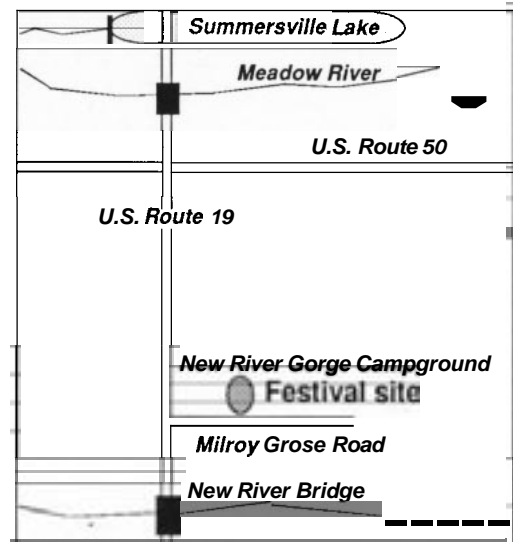 Summersville Lake
Meadow River
U.S. Route 50
U.S. Route 19
New River Gorge Campground
Festival site
Milroy Grose Road
New River Bridge